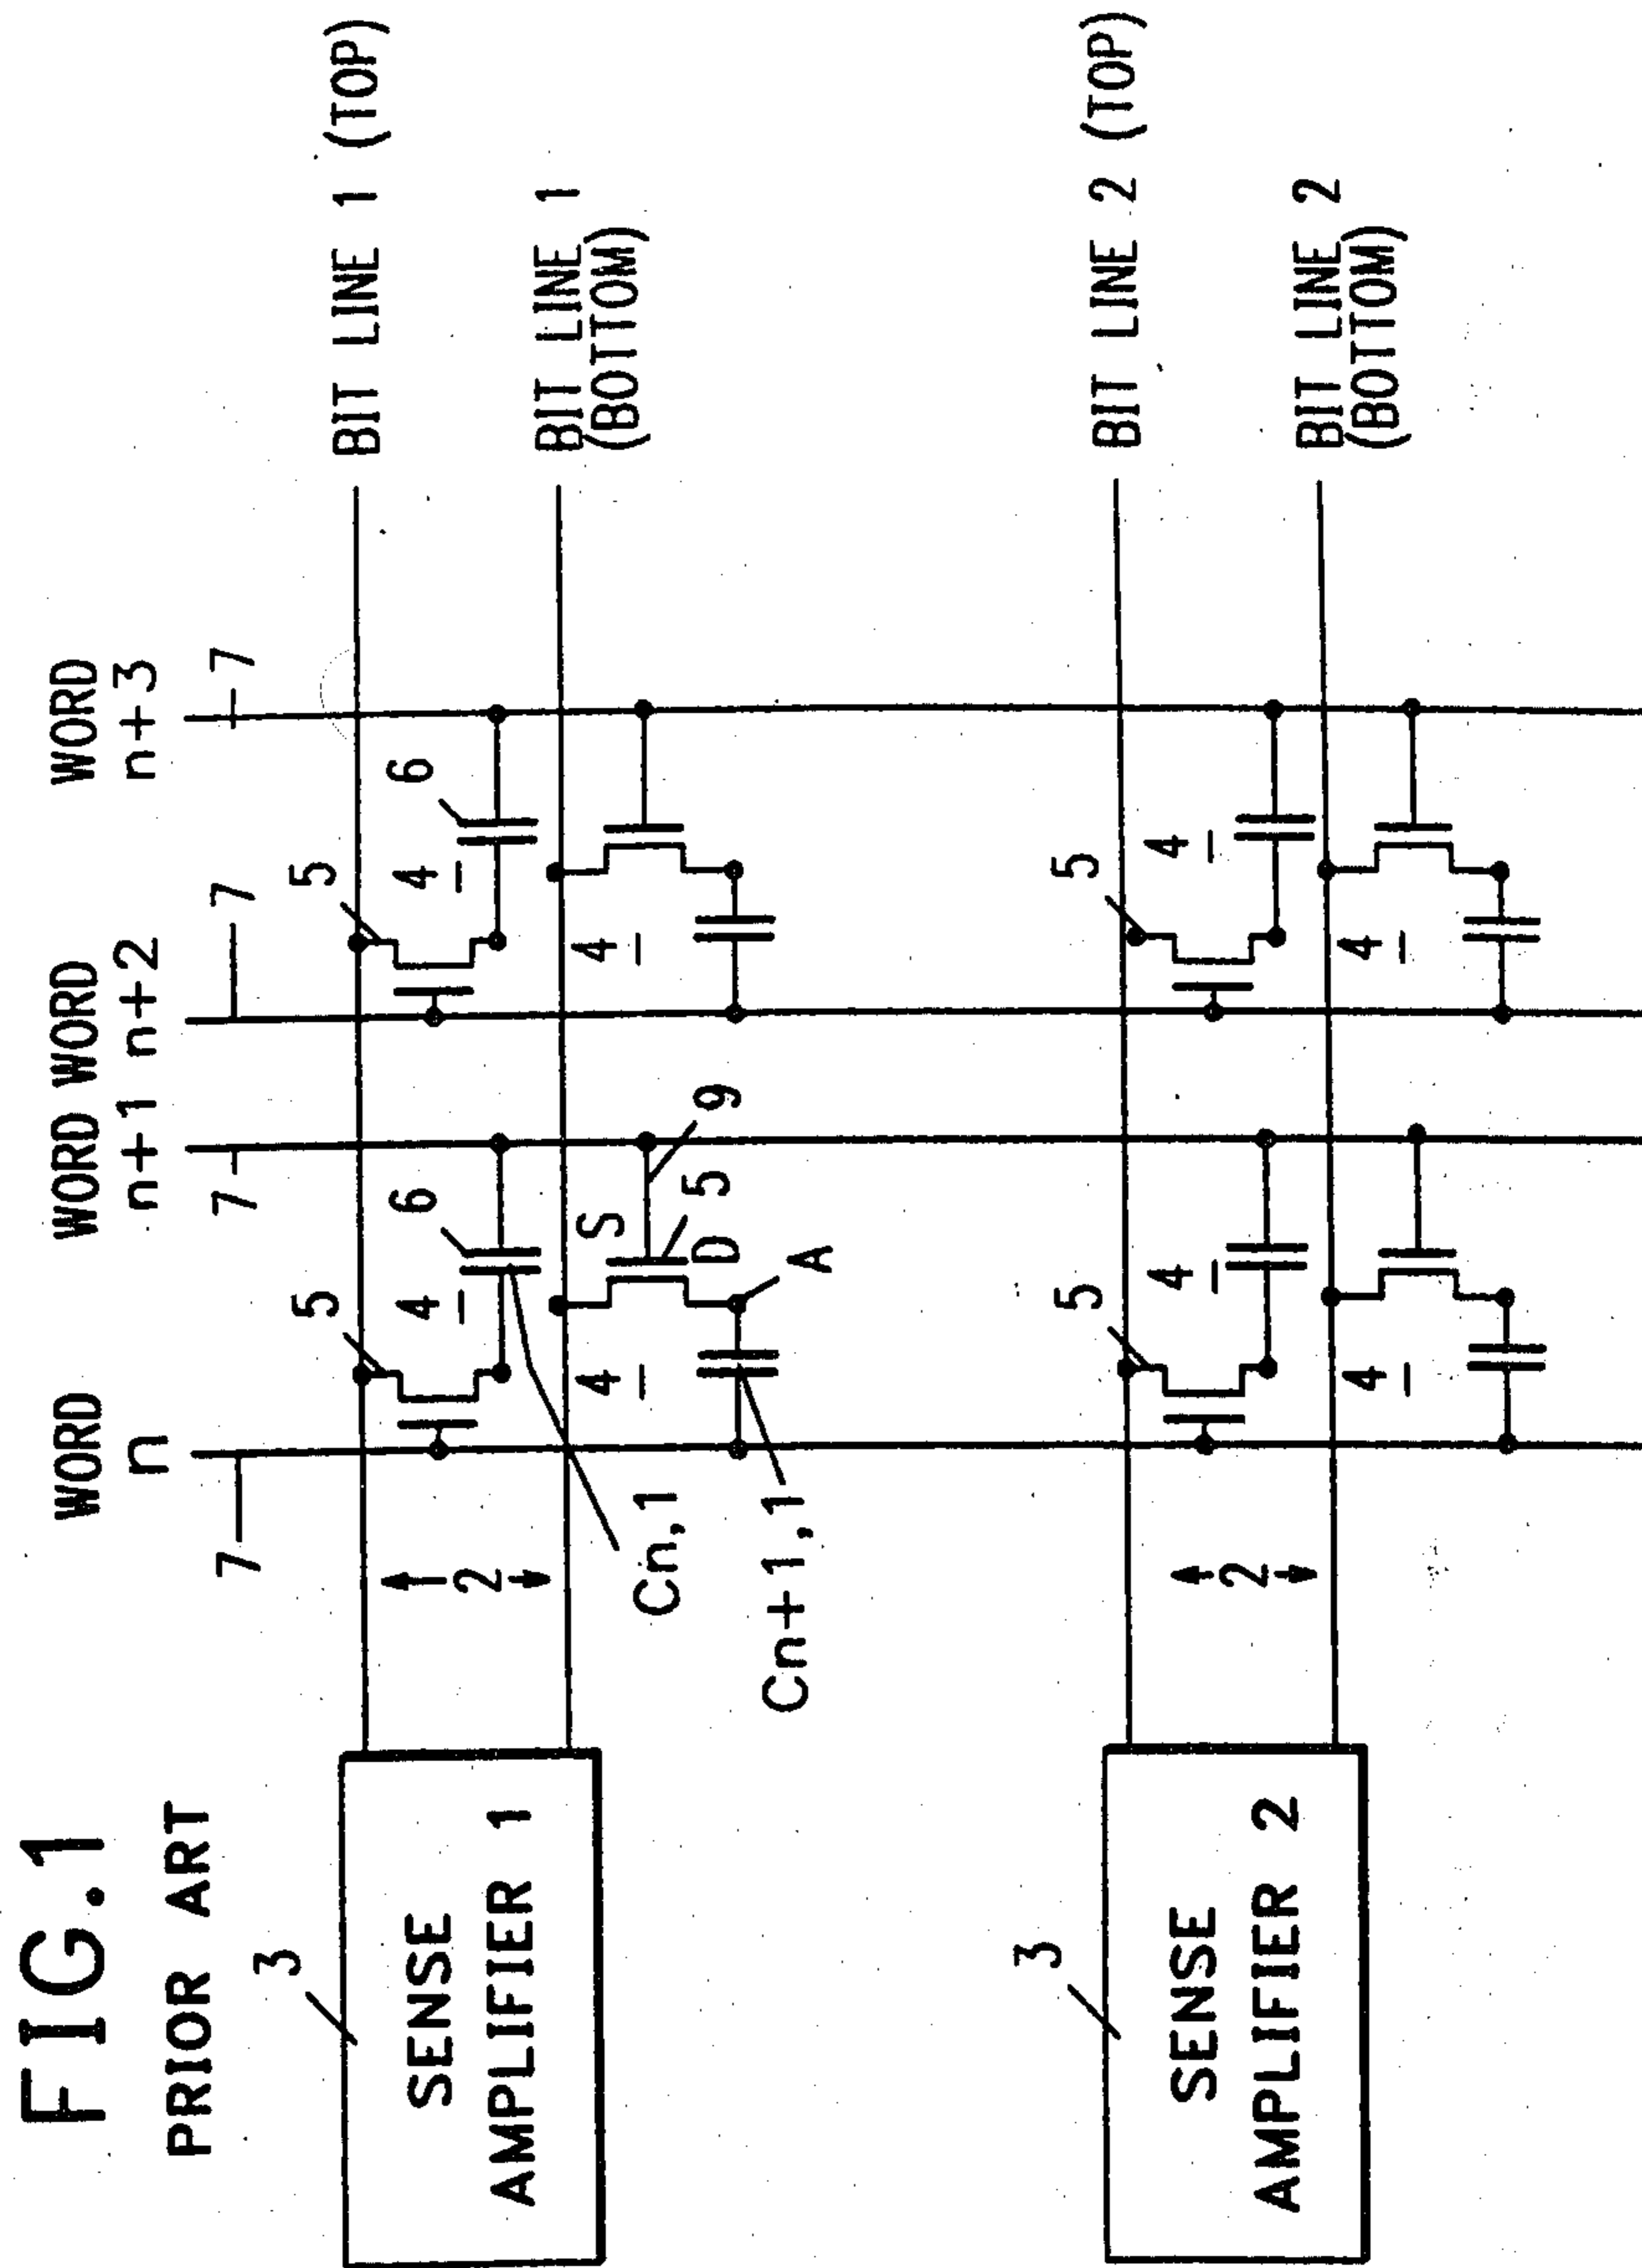 FIG.1
PRIOR ART
WORD n
WORD n+1
WORD n+2
WORD n+3
7
7
7
7
3
SENSE AMPLIFIER 1
2
5
4
6
5
4
6
BIT LINE 1 (TOP)
BIT LINE 1 (BOTTOM)
Cn,1
4
S
D
5
9
A
4
Cn+1,1
3
SENSE AMPLIFIER 2
2
5
4
5
4
BIT LINE 2 (TOP)
BIT LINE 2 (BOTTOM)
4
4